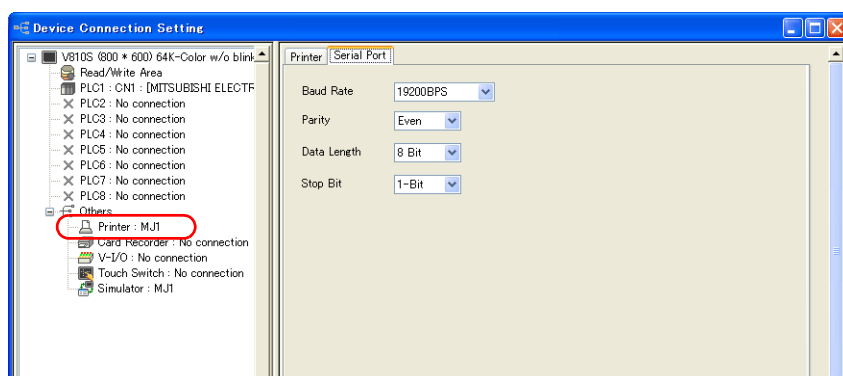 Device Connection Setting
V810S (800 * 600) 64K-Color w/o blink
Read/Write Area
PLC1 : CN1 : [MITSUBISHI ELECTR
PLC2 : No connection
PLC3 : No connection
PLC4 : No connection
PLC5 : No connection
PLC6 : No connection
PLC7 : No connection
PLC8 : No connection
Others
Printer : MJ1
Card Recorder : No connection
V-I/O : No connection
Touch Switch : No connection
Simulator : MJ1
Printer Serial Port
Baud Rate 19200BPS
Parity Even
Data Length 8 Bit
Stop Bit 1-Bit